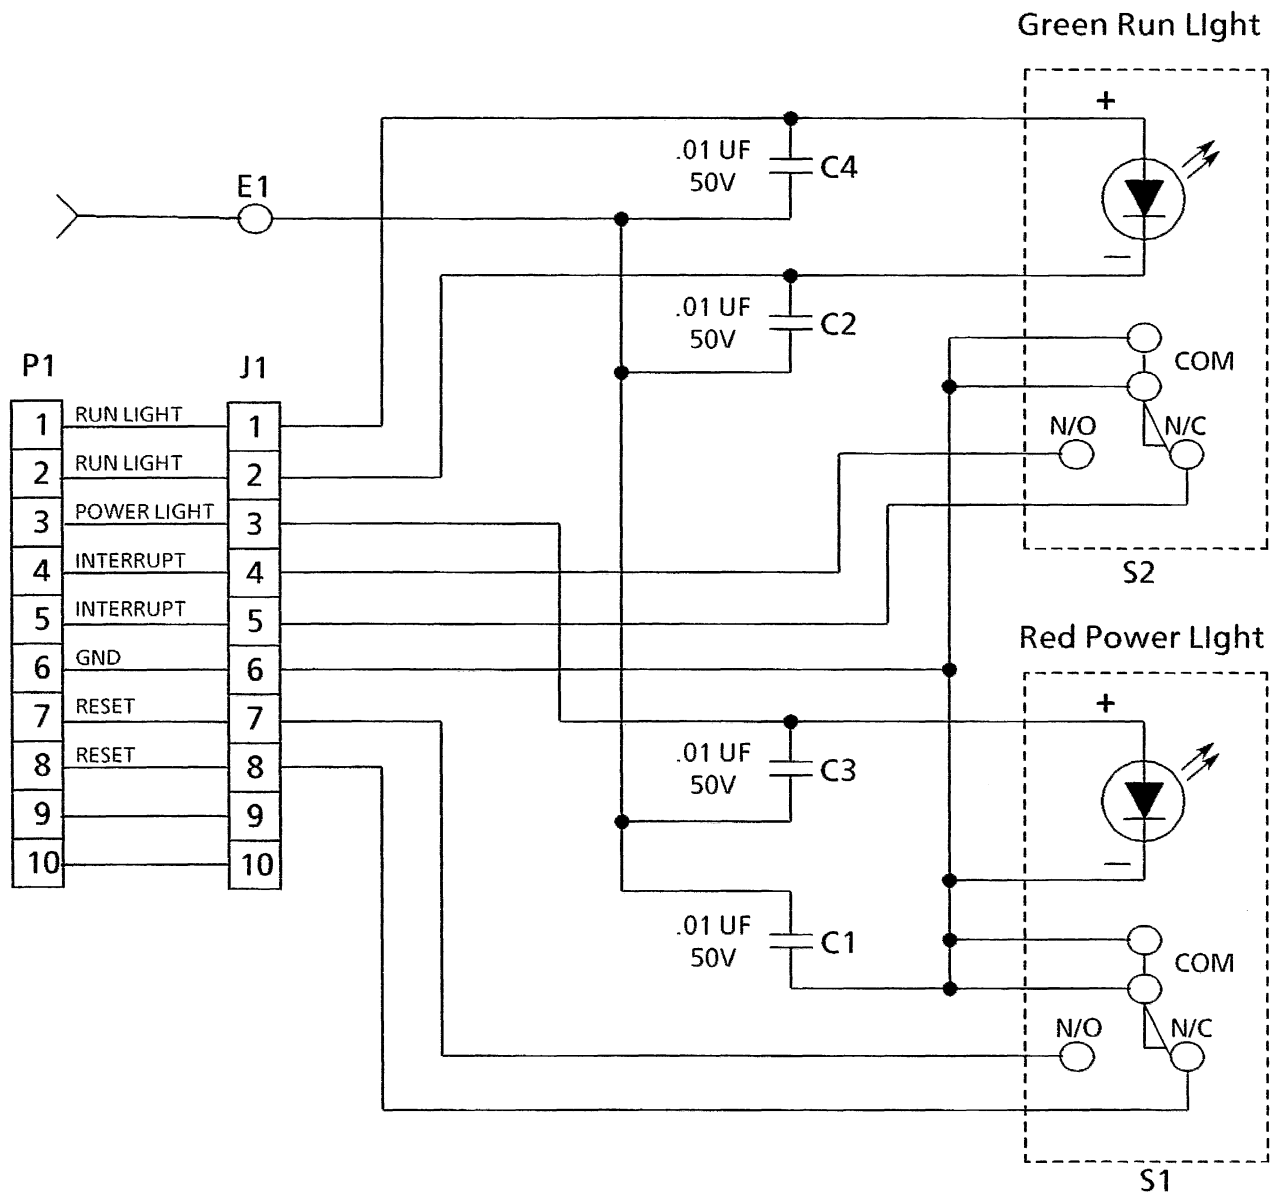 Green Run LIght
+
.01 UF
50V
C4
E1
—
.01 UF
50V
C2
COM
N/O
N/C
S2
P1
J1
1 RUN LIGHT 1
2 RUN LIGHT 2
3 POWER LIGHT 3
4 INTERRUPT 4
5 INTERRUPT 5
6 GND 6
7 RESET 7
8 RESET 8
9 9
10 10
Red Power LIght
+
.01 UF
50V
C3
—
.01 UF
50V
C1
COM
N/O
N/C
S1